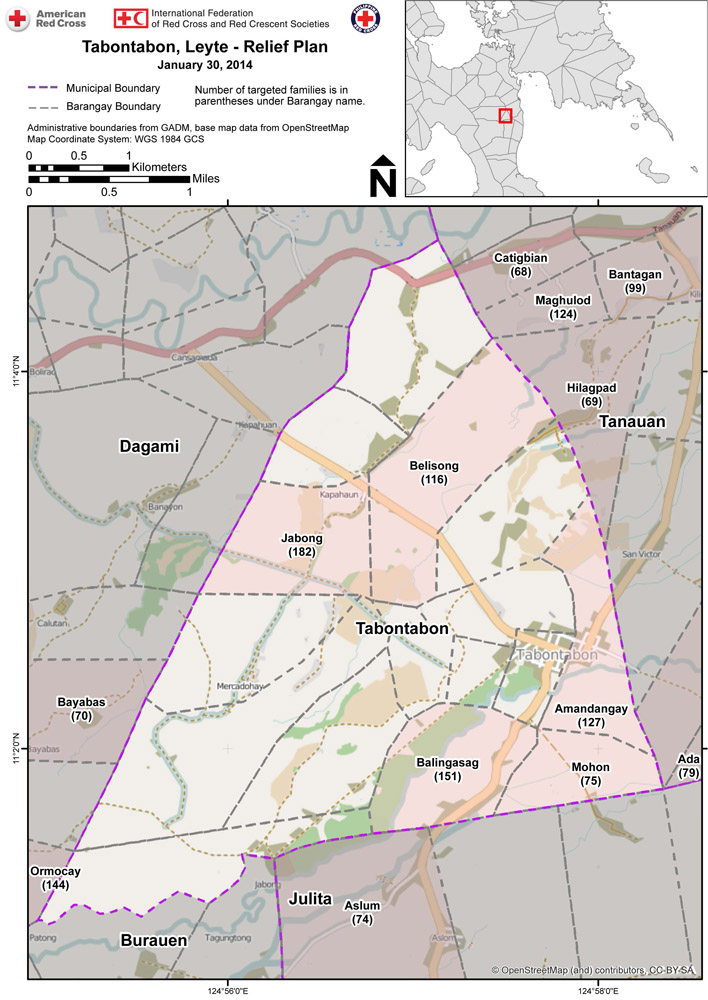 American
Red Cross
International Federation
of Red Cross and Red Crescent Societies
PHILIPPINE
RED CROSS
Tabontabon, Leyte - Relief Plan
January 30, 2014
Municipal Boundary
Barangay Boundary
Number of targeted families is in
parentheses under Barangay name.
Administrative boundaries from GADM, base map data from OpenStreetMap
Map Coordinate System: WGS 1984 GCS
0 0.5 1
Kilometers
Miles
0 0.5 1
N
Catigbian
(68)
Bantagan
(99)
Maghulod
(124)
Cansamada
Bolirao
11°4'0"N
Hilagpad
(69)
Tanauan
Kapahuan
Dagami
Belisong
(116)
Kapahaun
Banayon
Jabong
(182)
San Victor
Calutan
Tabontabon
Tabontabon
Mercadohay
Bayabas
(70)
Bayabas
Amandangay
(127)
11°2'0"N
Balingasag
(151)
Mohon
(75)
Ada
(79)
Ormocay
(144)
Jabong
Julita
Aslum
(74)
Patong
Burauen
Tagungtong
Aslom
© OpenStreetMap (and) contributors, CC-BY-SA
124°56'0"E
124°58'0"E